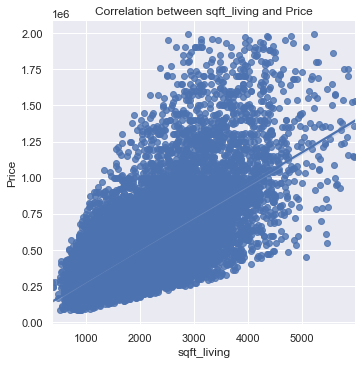 Correlation between sqft_living and Price
1e6
2.00
1.75
1.50
1.25
1.00
0.75
0.50
0.25
0.00
Price
1000 2000 3000 4000 5000
sqft_living